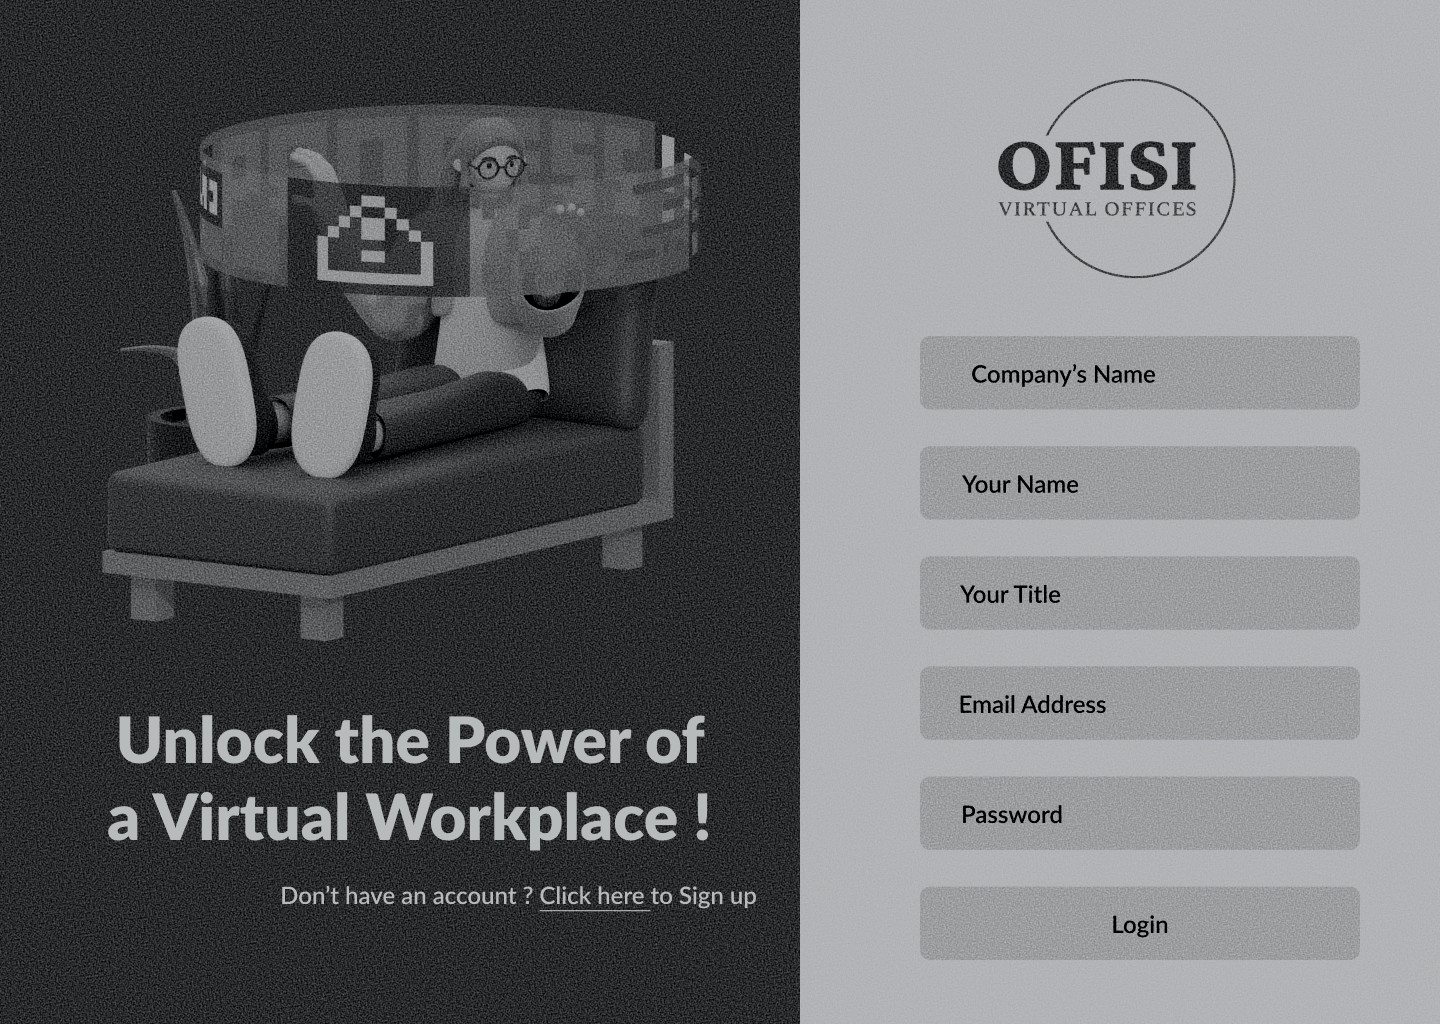 Unlock the Power of
a Virtual Workplace !
Don't have an account ? Click here to Sign up
OFISI
VIRTUAL OFFICES
Company's Name
Your Name
Your Title
Email Address
Password
Login